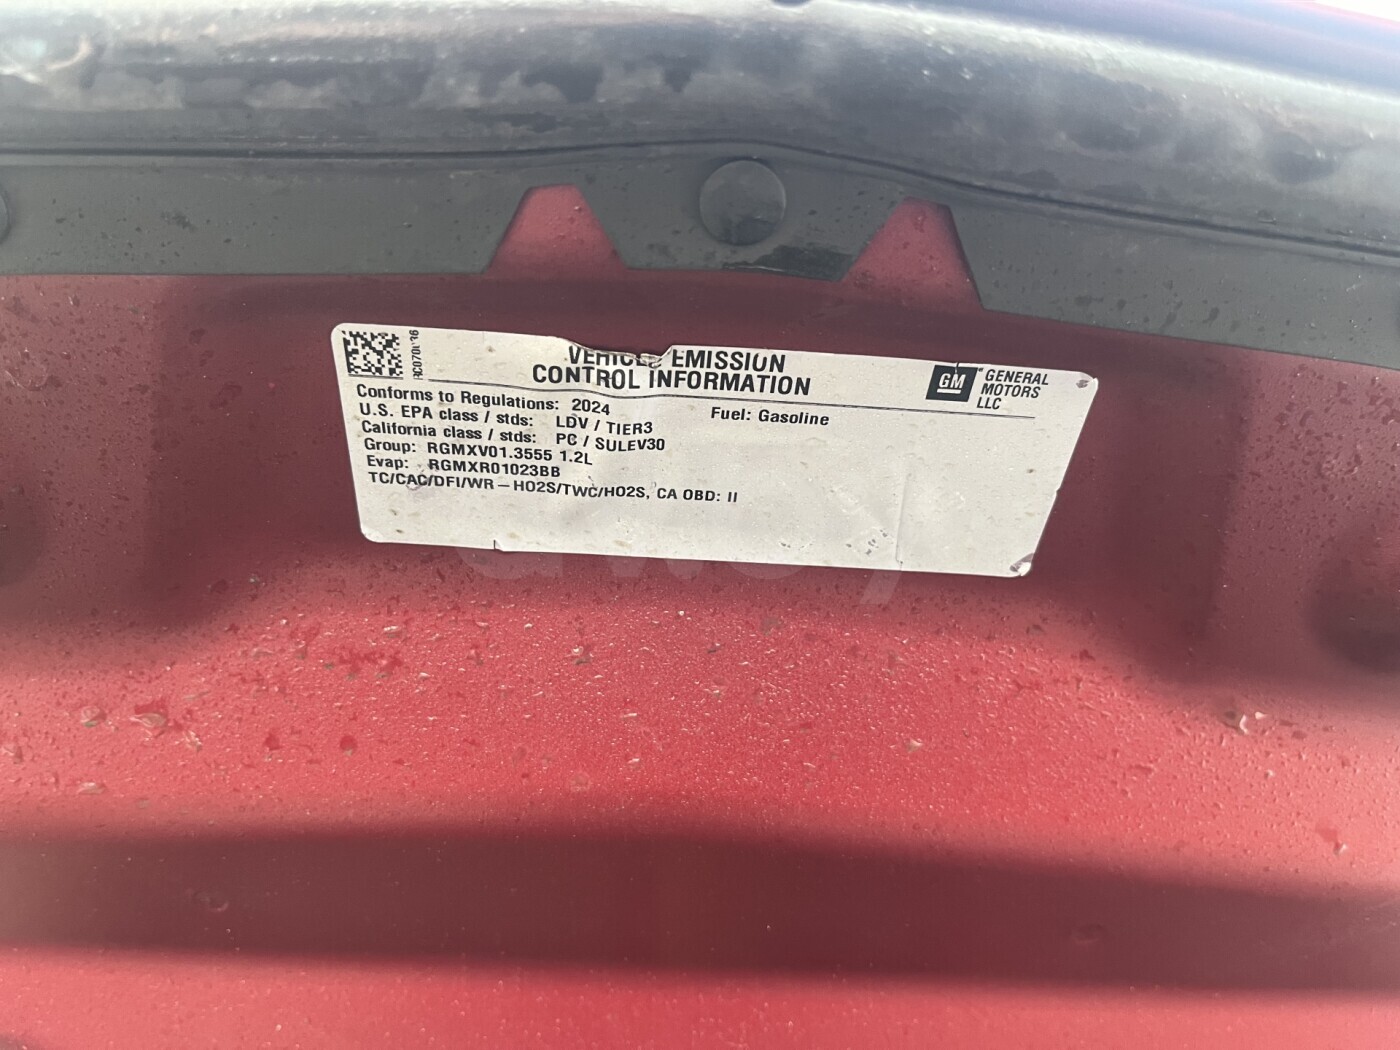 VEHICLE EMISSION
CONTROL INFORMATION
GM GENERAL
MOTORS
LLC
Conforms to Regulations: 2024
Fuel: Gasoline
U.S. EPA class / stds: LDV / TIER3
California class / stds: PC / SULEV30
Group: RGMXV01.3555 1.2L
Evap: RGMXR01023BB
TC/CAC/DFI/WR-HO2S/TWC/HO2S, CA OBD: II